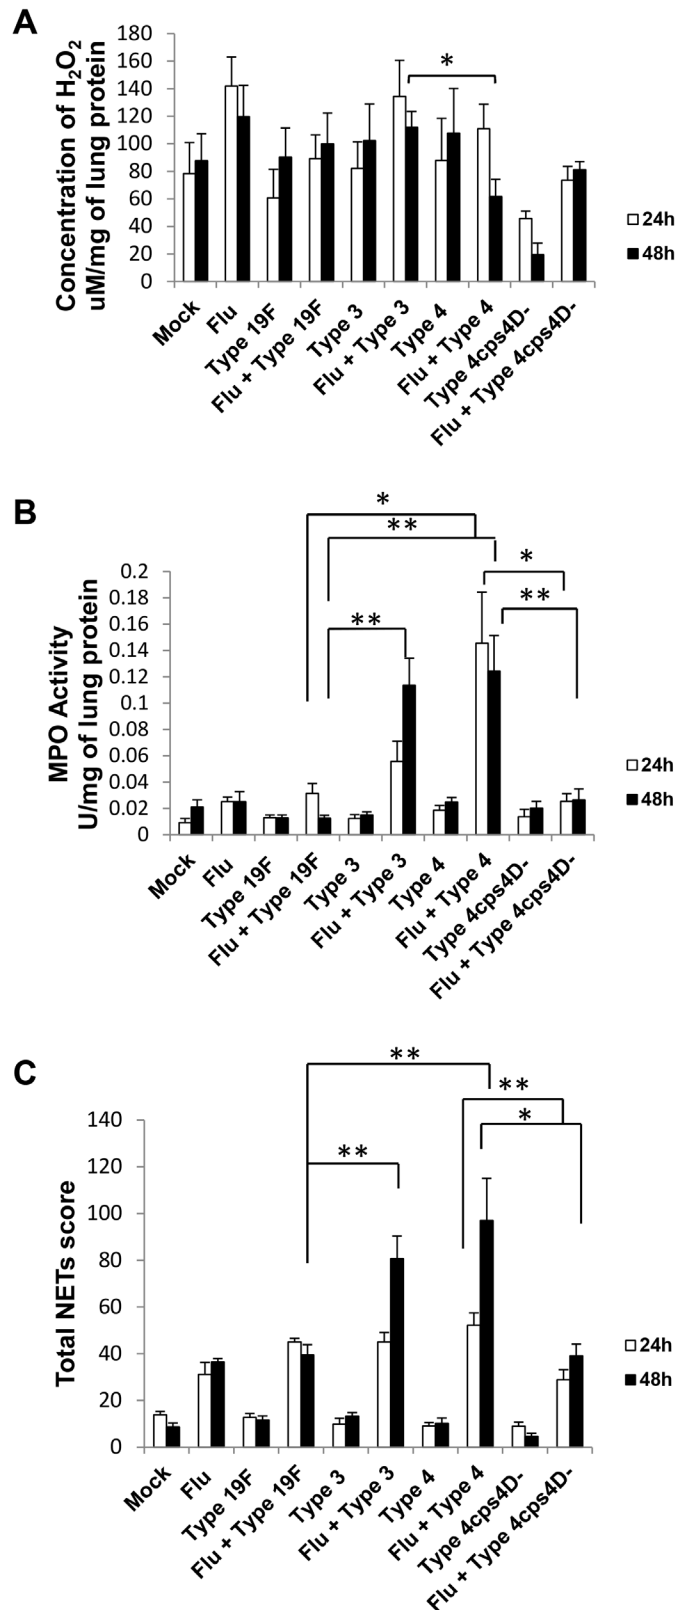 A
Concentration of H₂O₂
uM/mg of lung protein
180
160
140
120
100
80
60
40
20
0
*
24h
48h
Mock
Flu
Type 19F
Flu + Type 19F
Type 3
Flu + Type 3
Type 4
Flu + Type 4
Type 4cps4D-
Flu + Type 4cps4D-
B
MPO Activity
U/mg of lung protein
0.2
0.18
0.16
0.14
0.12
0.1
0.08
0.06
0.04
0.02
0
*
**
*
**
**
24h
48h
Mock
Flu
Type 19F
Flu + Type 19F
Type 3
Flu + Type 3
Type 4
Flu + Type 4
Type 4cps4D-
Flu + Type 4cps4D-
C
Total NETs score
140
120
100
80
60
40
20
0
**
**
*
**
24h
48h
Mock
Flu
Type 19F
Flu + Type 19F
Type 3
Flu + Type 3
Type 4
Flu + Type 4
Type 4cps4D-
Flu + Type 4cps4D-